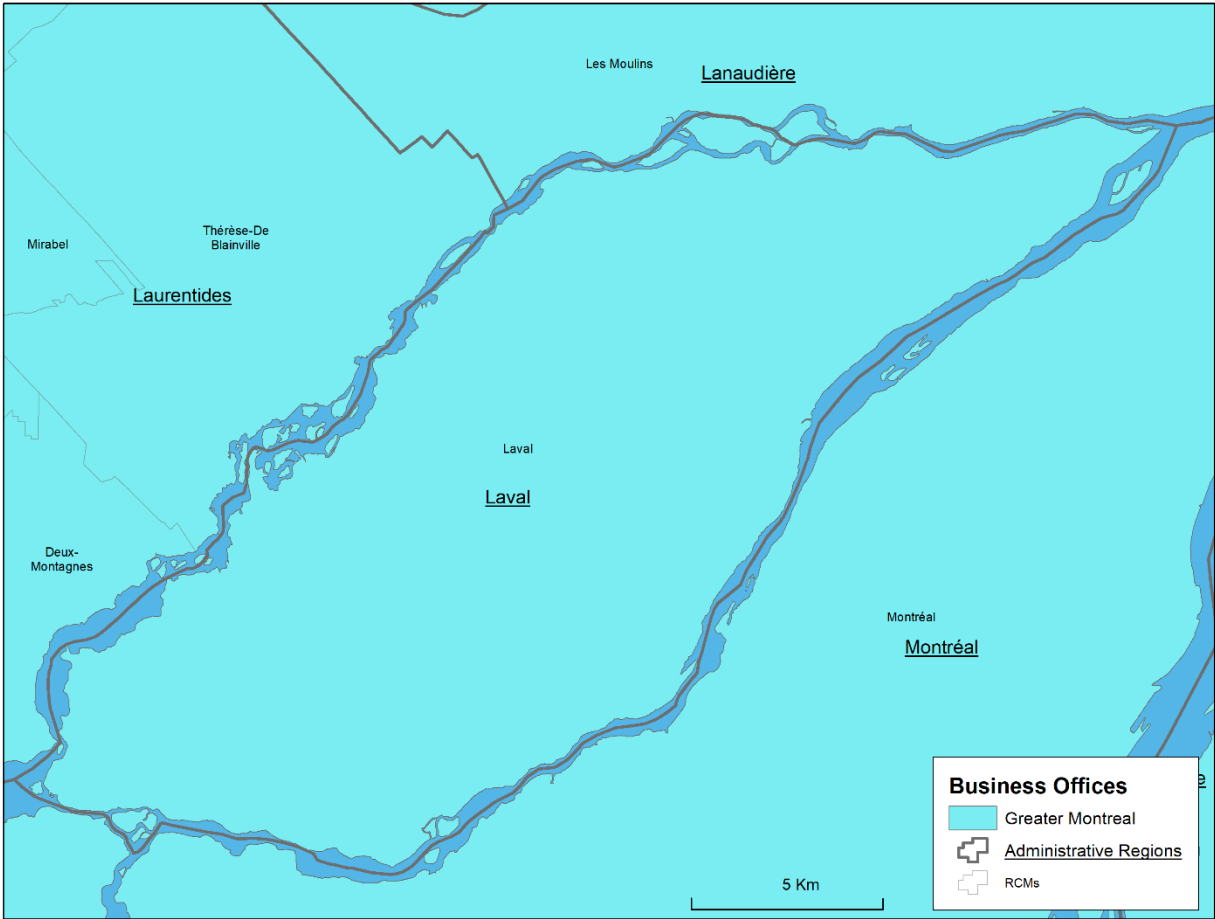 Les Moulins
Lanaudière
Thérèse-De
Blainville
Mirabel
Laurentides
Laval
Laval
Deux-
Montagnes
Montréal
Montréal
Business Offices
Greater Montreal
Administrative Regions
RCMs
5 Km